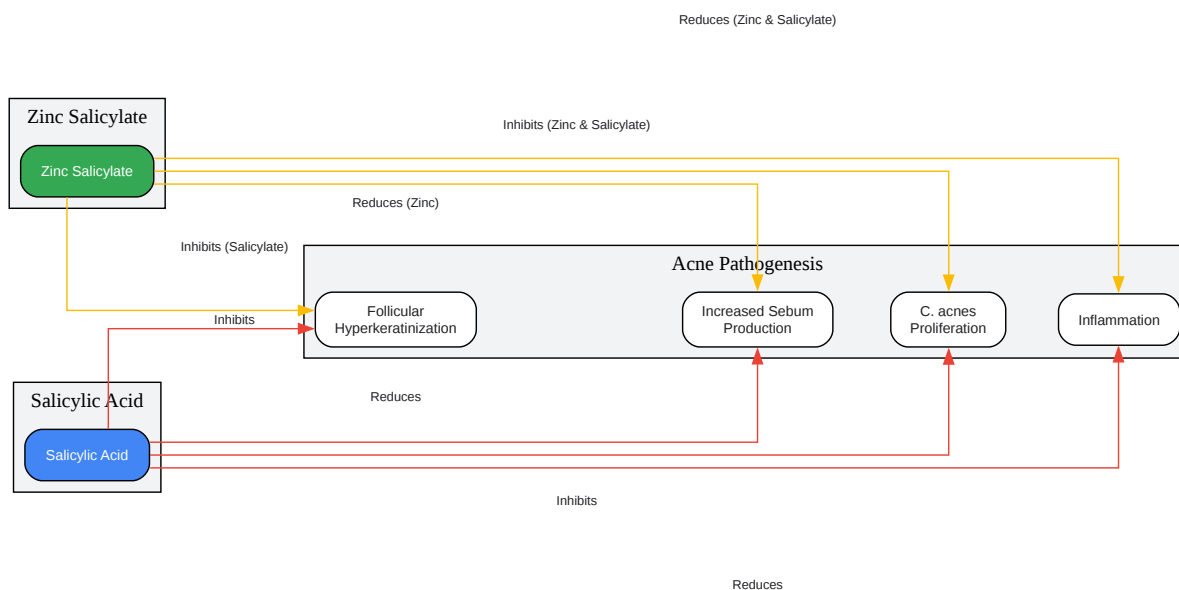 Reduces (Zinc & Salicylate)
Zinc Salicylate
Inhibits (Zinc & Salicylate)
Zinc Salicylate
Reduces (Zinc)
Inhibits (Salicylate)
Acne Pathogenesis
Follicular
Hyperkeratinization
Increased Sebum
Production
C. acnes
Proliferation
Inflammation
Inhibits
Salicylic Acid
Reduces
Salicylic Acid
Inhibits
Reduces